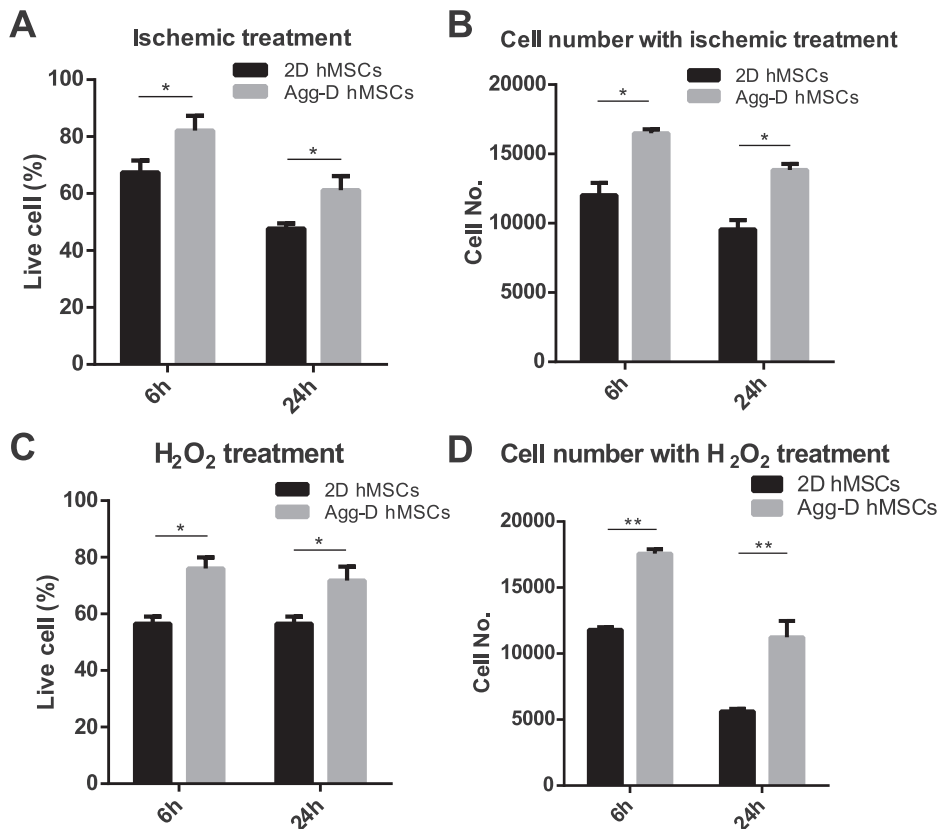 A
Ischemic treatment
2D hMSCs
Agg-D hMSCs
100
80
60
40
20
0
Live cell (%)
*
*
6h
24h
B
Cell number with ischemic treatment
2D hMSCs
Agg-D hMSCs
20000
15000
10000
5000
0
Cell No.
*
*
6h
24h
C
H₂O₂ treatment
2D hMSCs
Agg-D hMSCs
100
80
60
40
20
0
Live cell (%)
*
*
6h
24h
D
Cell number with H₂O₂ treatment
2D hMSCs
Agg-D hMSCs
20000
15000
10000
5000
0
Cell No.
**
**
6h
24h